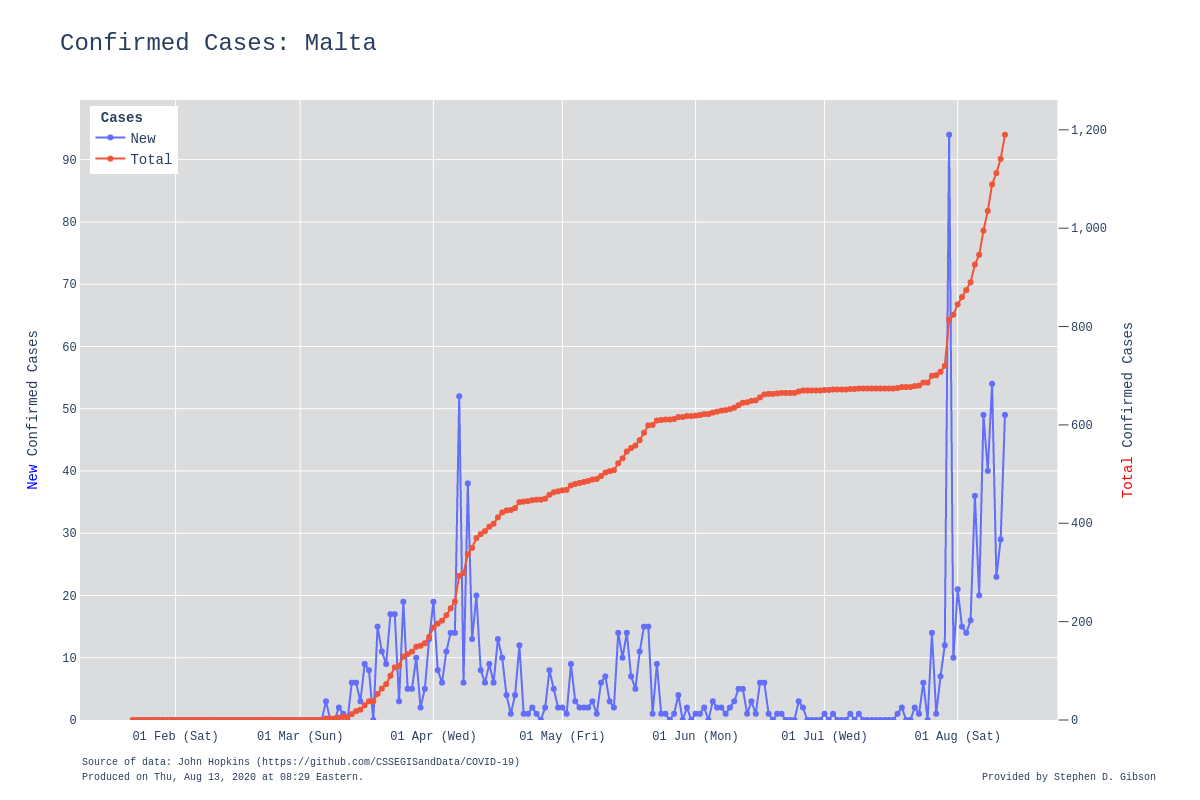 Confirmed Cases: Malta
Cases
New
Total
90
80
70
60
50
40
30
20
10
0
1,200
1,000
800
600
400
200
0
New Confirmed Cases
Total Confirmed Cases
01 Feb (Sat)
01 Mar (Sun)
01 Apr (Wed)
01 May (Fri)
01 Jun (Mon)
01 Jul (Wed)
01 Aug (Sat)
Source of data: John Hopkins (https://github.com/CSSEGISandData/COVID-19)
Produced on Thu, Aug 13, 2020 at 08:29 Eastern.
Provided by Stephen D. Gibson